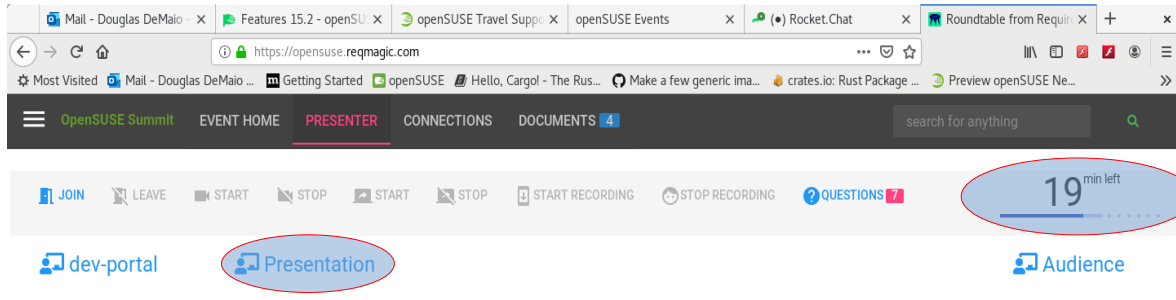 Mail - Douglas DeMaio - Features 15.2 - openSU openSUSE Travel Suppo openSUSE Events (●) Rocket.Chat Roundtable from Requir
https://opensuse.reqmagic.com
Most Visited Mail - Douglas DeMaio ... Getting Started openSUSE Hello, Cargo! - The Rus... Make a few generic ima... crates.io: Rust Package ... Preview openSUSE Ne...
OpenSUSE Summit EVENT HOME PRESENTER CONNECTIONS DOCUMENTS 4 search for anything
JOIN LEAVE START STOP START STOP START RECORDING STOP RECORDING QUESTIONS 7 19 min left
dev-portal Presentation Audience